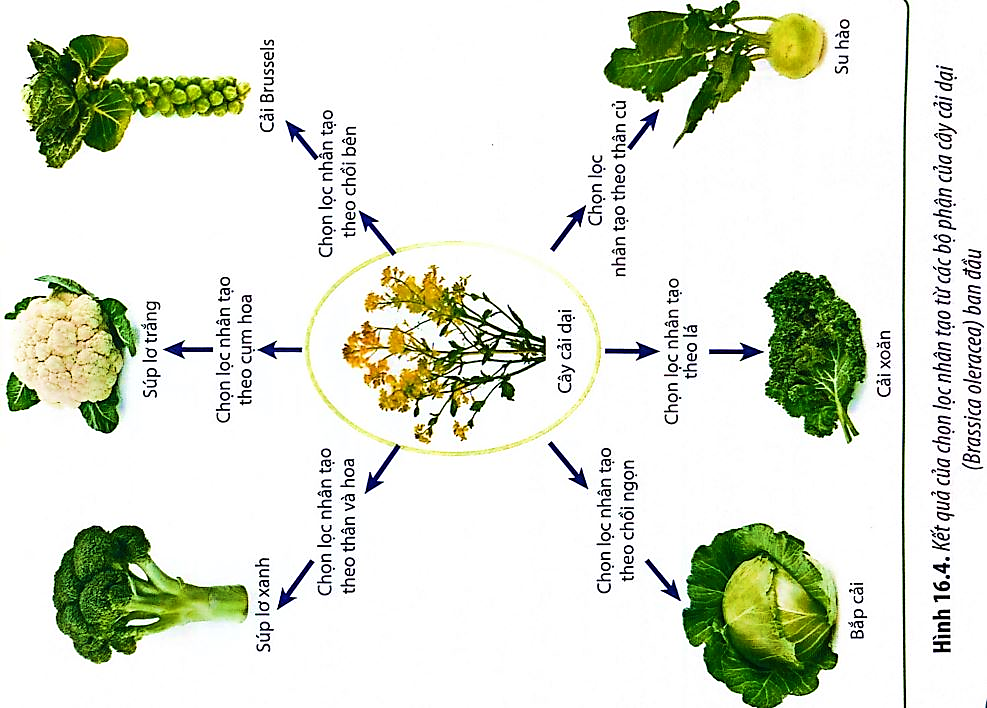 Súp lơ xanh
Súp lơ trắng
Cải Brussels
Chọn lọc nhân tạo
theo thân và hoa
Chọn lọc nhân tạo
theo cụm hoa
Chọn lọc nhân tạo
theo chồi bên
Cây cải dại
Chọn lọc nhân tạo
theo chồi ngọn
Chọn lọc nhân tạo
theo lá
Chọn lọc
nhân tạo theo thân củ
Bắp cải
Cải xoăn
Su hào
Hình 16.4. Kết quả của chọn lọc nhân tạo từ các bộ phận của cây cải dại
(Brassica oleracea) ban đầu